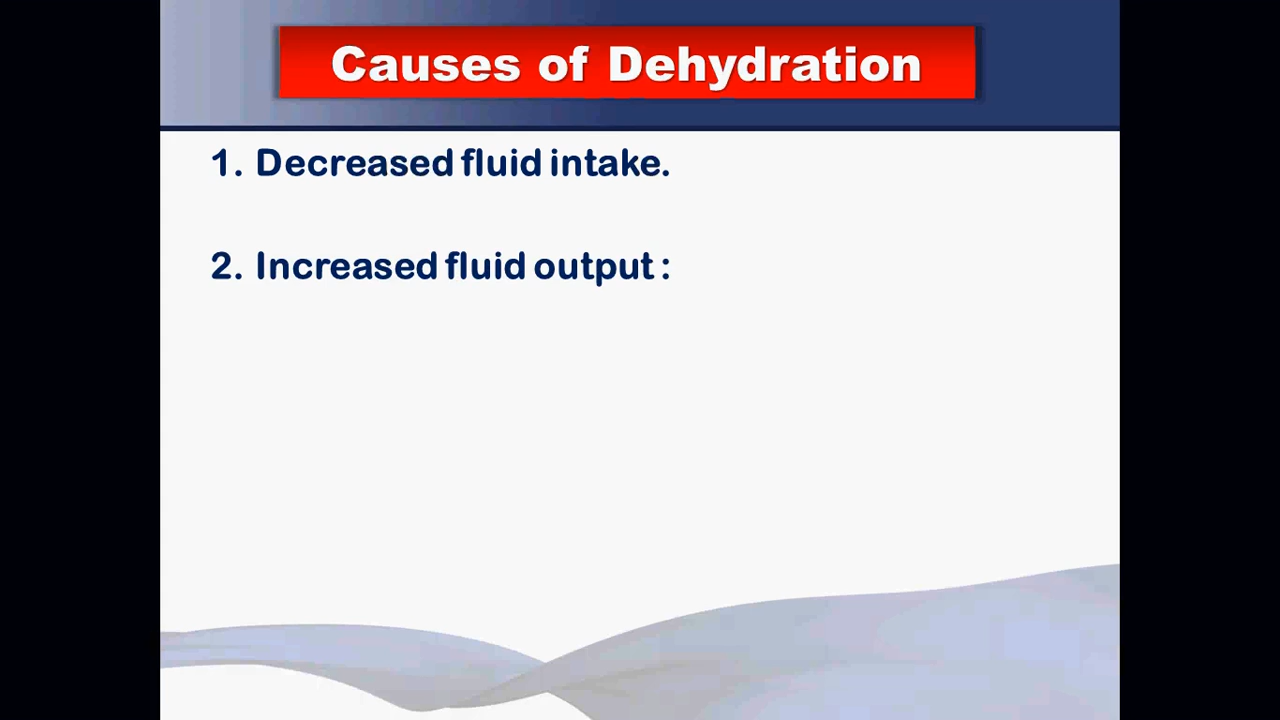 Causes of Dehydration
1. Decreased fluid intake.
2. Increased fluid output :